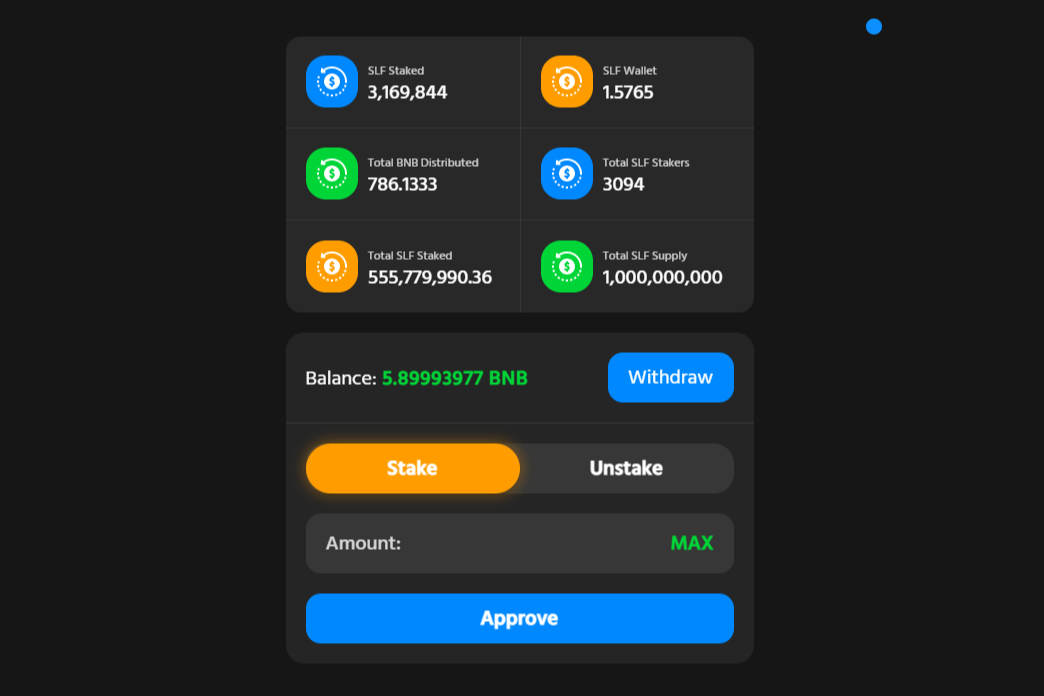 SLF Staked
3,169,844
SLF Wallet
1.5765
Total BNB Distributed
786.1333
Total SLF Stakers
3094
Total SLF Staked
555,779,990.36
Total SLF Supply
1,000,000,000
Balance: 5.89993977 BNB
Withdraw
Stake
Unstake
Amount:
MAX
Approve